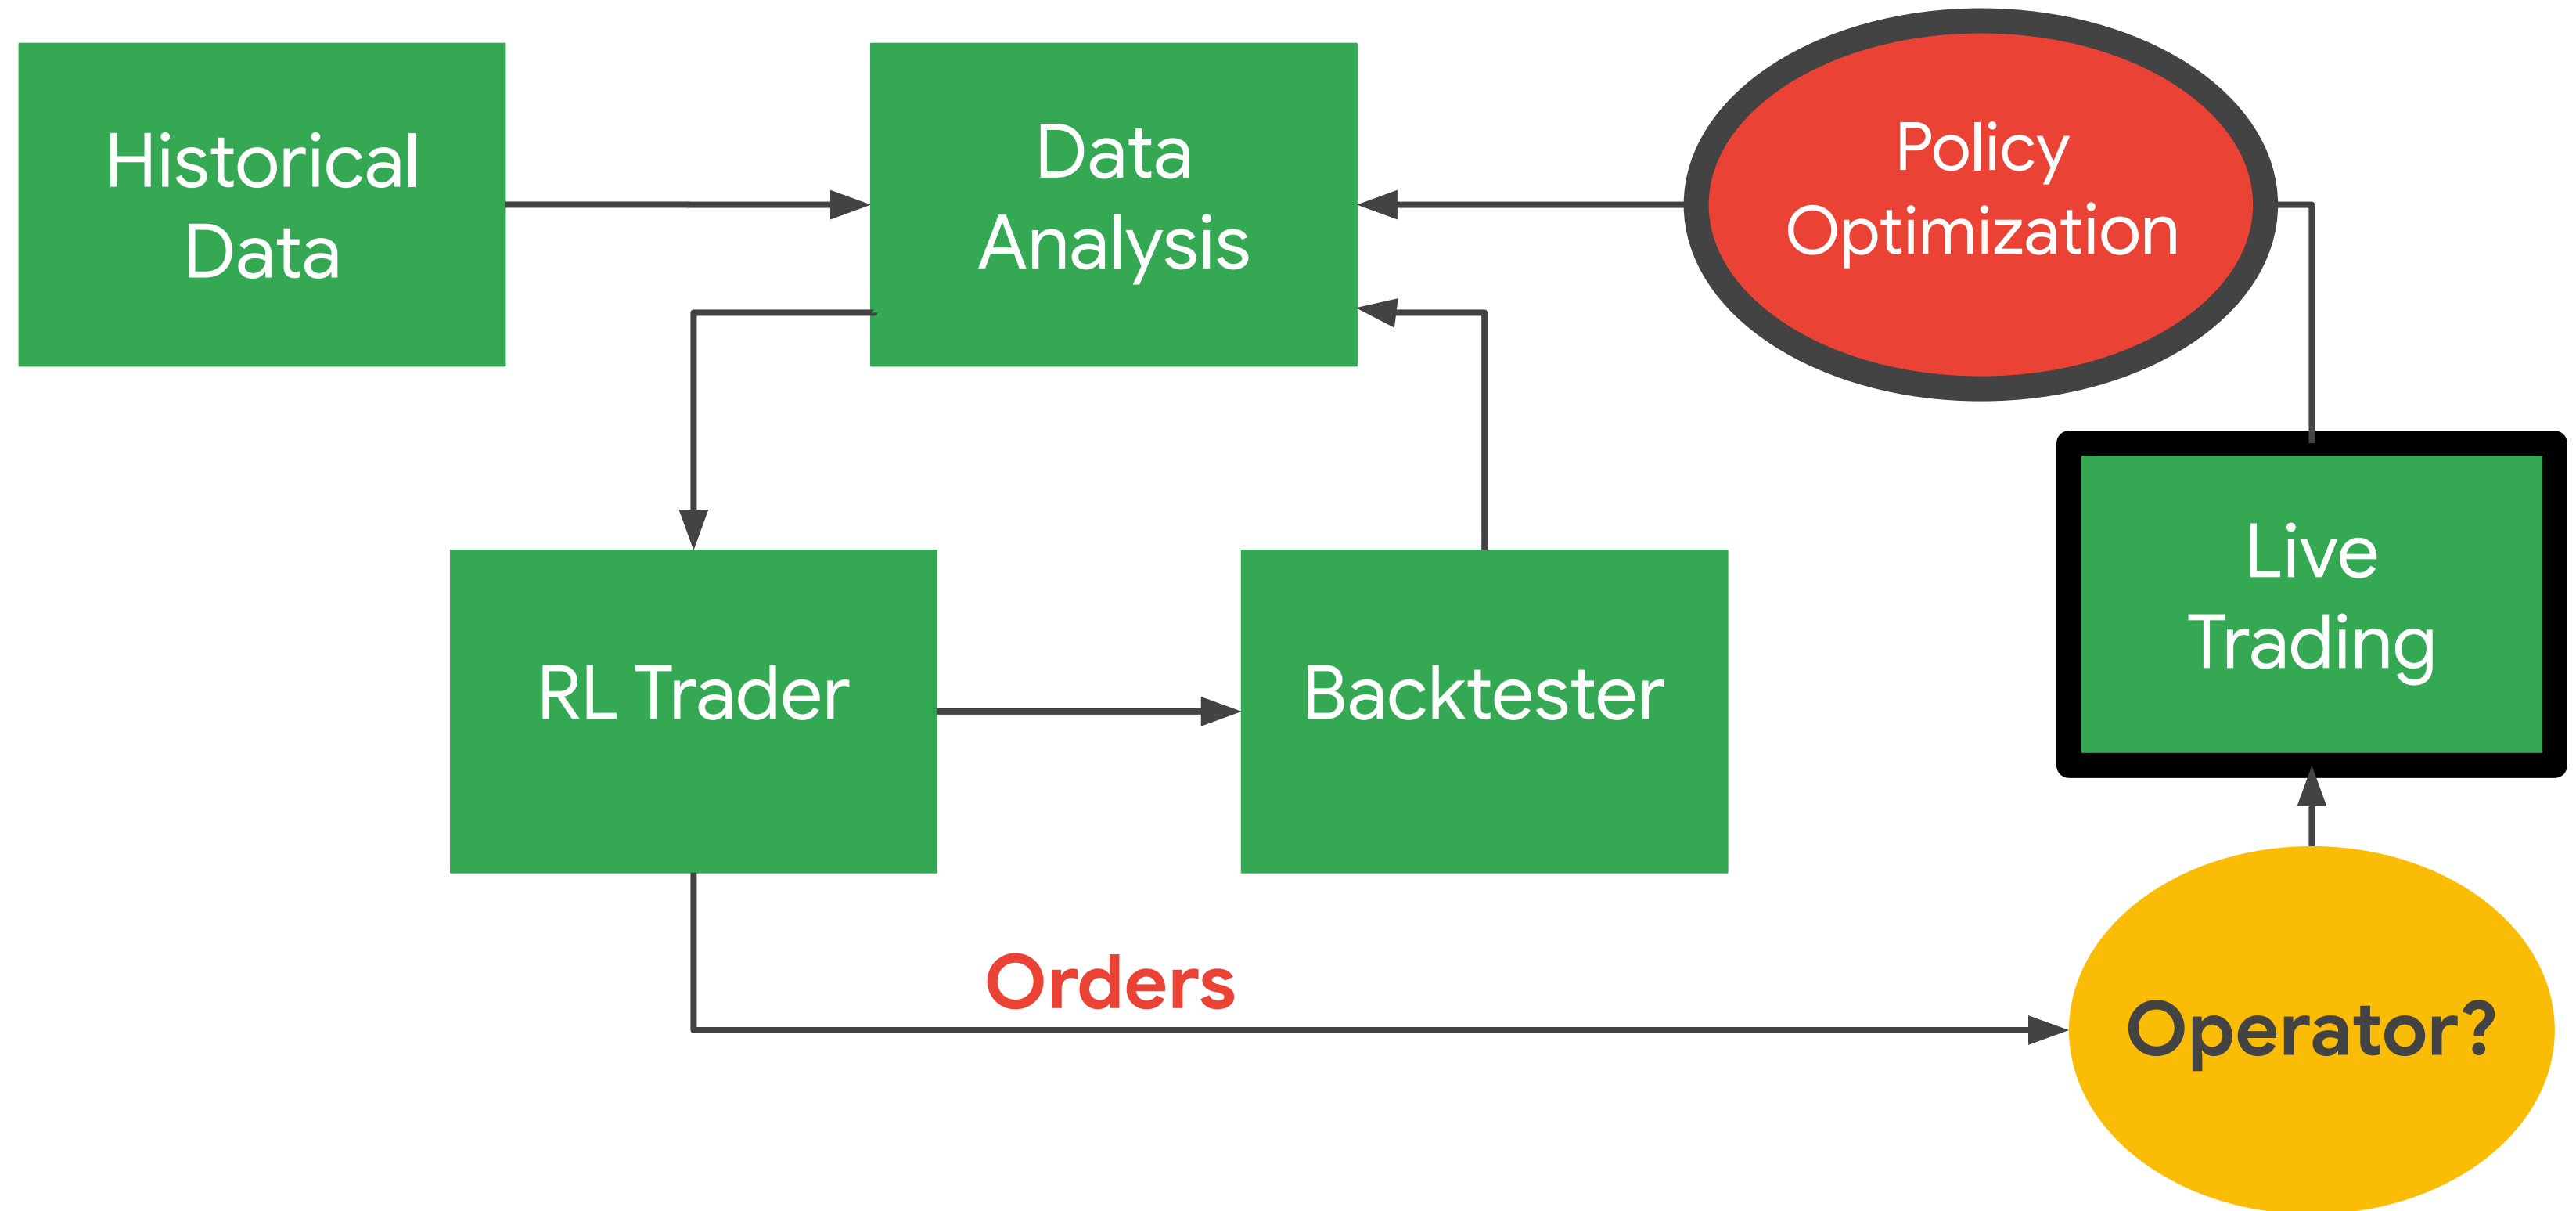 Historical
Data
Data
Analysis
Policy
Optimization
RL Trader
Backtester
Live
Trading
Orders
Operator?